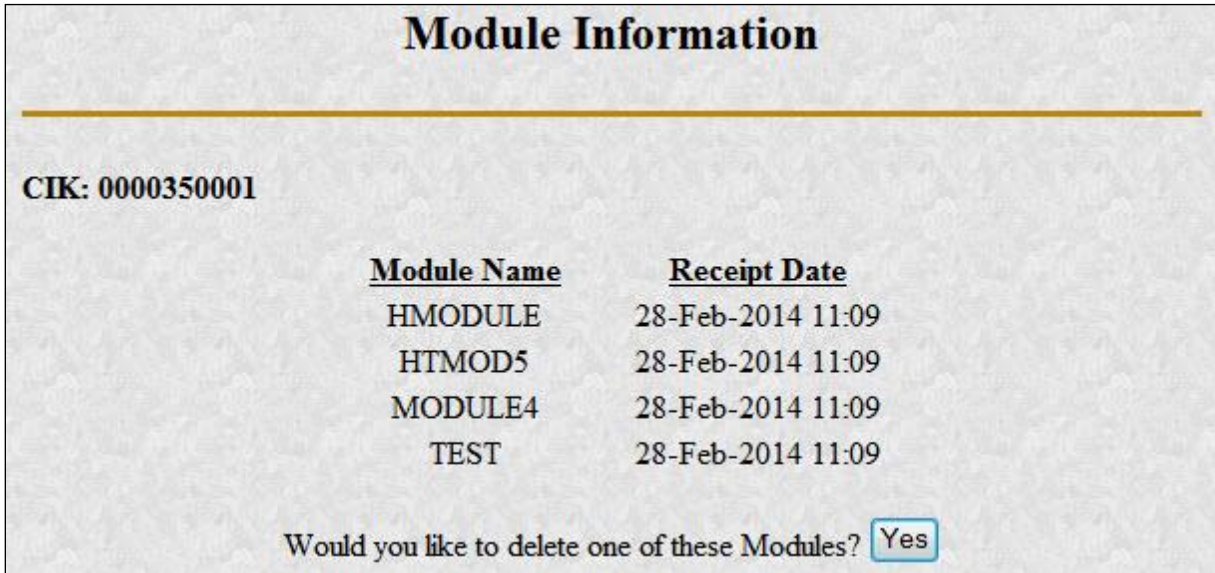 Module Information
CIK: 0000350001
Module Name Receipt Date
HMODULE 28-Feb-2014 11:09
HTMOD5 28-Feb-2014 11:09
MODULE4 28-Feb-2014 11:09
TEST 28-Feb-2014 11:09
Would you like to delete one of these Modules? Yes